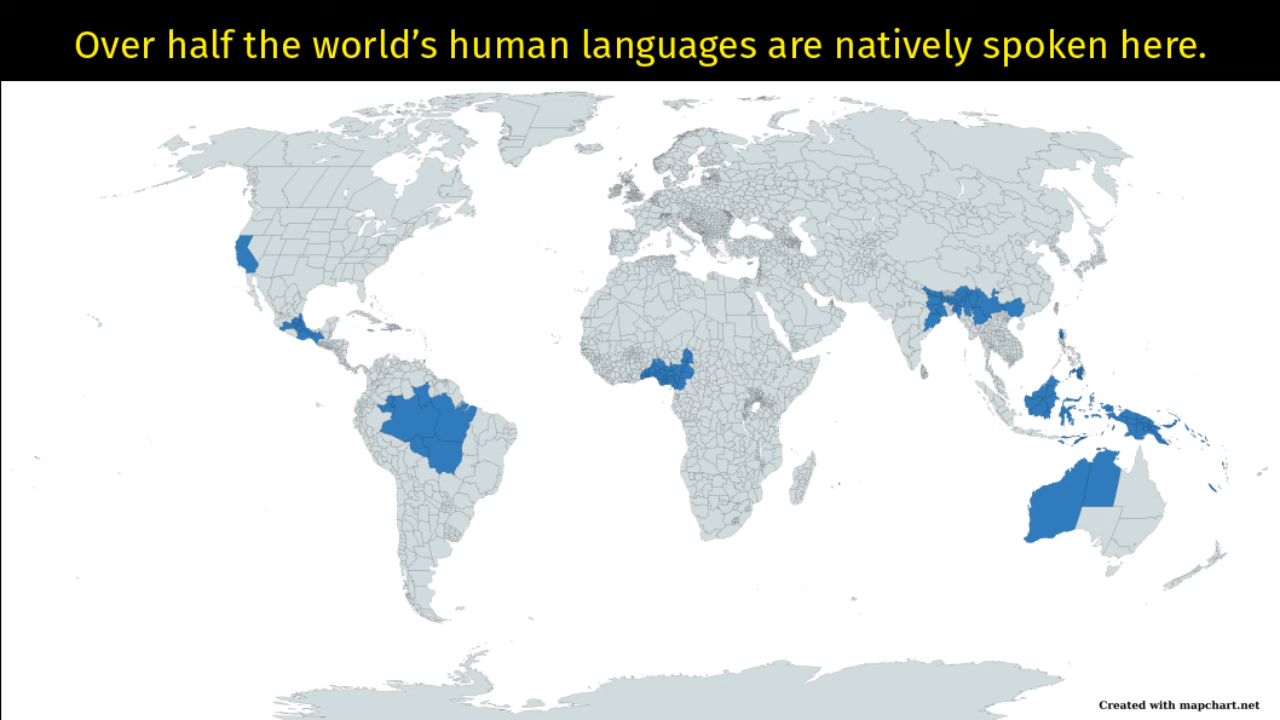 Over half the world’s human languages are natively spoken here.
Created with mapchart.net